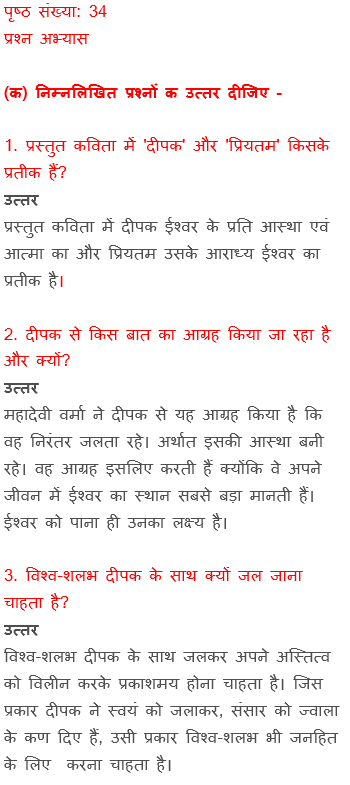 पृष्ठ संख्या: 34
प्रश्न अभ्यास
(क) निम्नलिखित प्रश्नों क उत्तर दीजिए -
1. प्रस्तुत कविता में 'दीपक' और 'प्रियतम' किसके
प्रतीक हैं?
उत्तर
प्रस्तुत कविता में दीपक ईश्वर के प्रति आस्था एवं
आत्मा का और प्रियतम उसके आराध्य ईश्वर का
प्रतीक है।
2. दीपक से किस बात का आग्रह किया जा रहा है
और क्यों?
उत्तर
महादेवी वर्मा ने दीपक से यह आग्रह किया है कि
वह निरंतर जलता रहे। अर्थात इसकी आस्था बनी
रहे। वह आग्रह इसलिए करती हैं क्योंकि वे अपने
जीवन में ईश्वर का स्थान सबसे बड़ा मानती हैं।
ईश्वर को पाना ही उनका लक्ष्य है।
3. विश्व-शलभ दीपक के साथ क्यों जल जाना
चाहता है?
उत्तर
विश्व-शलभ दीपक के साथ जलकर अपने अस्तित्व
को विलीन करके प्रकाशमय होना चाहता है। जिस
प्रकार दीपक ने स्वयं को जलाकर, संसार को ज्वाला
के कण दिए हैं, उसी प्रकार विश्व-शलभ भी जनहित
के लिए करना चाहता है।